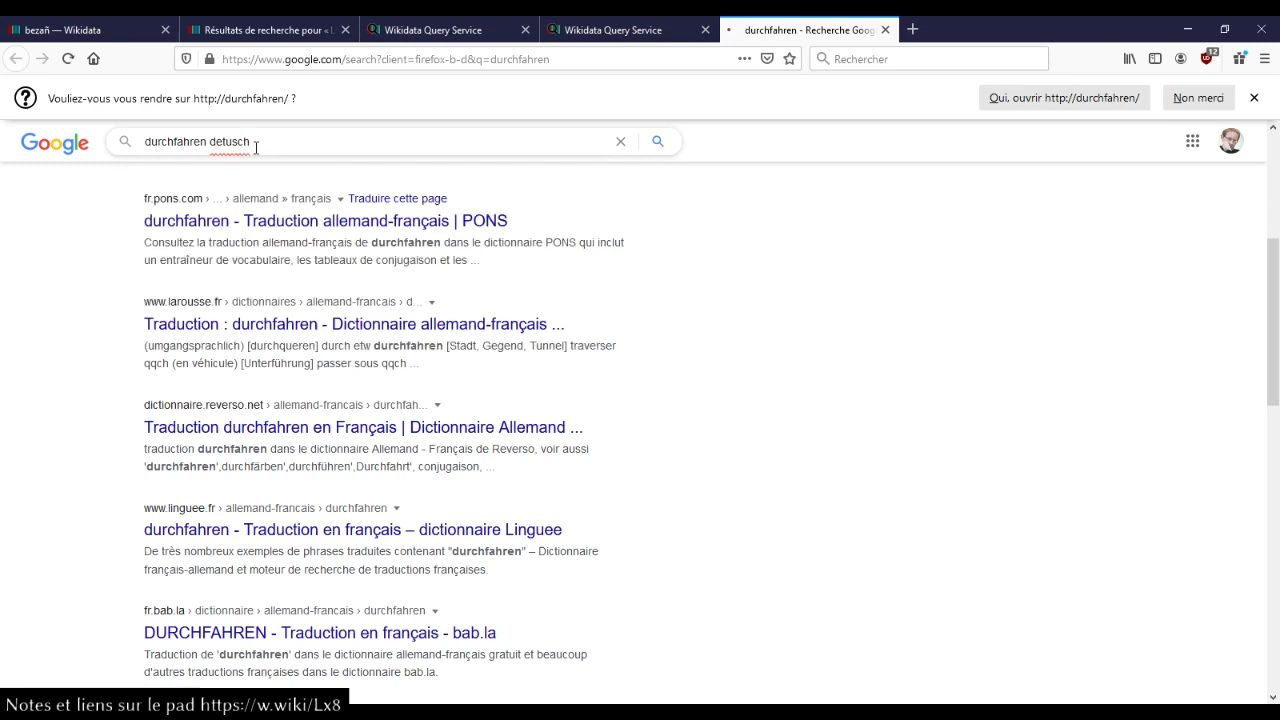 bezañ — Wikidata
Résultats de recherche pour « L
Wikidata Query Service
Wikidata Query Service
durchfahren - Recherche Goog
https://www.google.com/search?client=firefox-b-d&q=durchfahren
Rechercher
12
Vouliez-vous vous rendre sur http://durchfahren/ ?
Oui, ouvrir http://durchfahren/
Non merci
Google
durchfahren detusch
fr.pons.com › ... › allemand » français Traduire cette page
durchfahren - Traduction allemand-français | PONS
Consultez la traduction allemand-français de durchfahren dans le dictionnaire PONS qui inclut
un entraîneur de vocabulaire, les tableaux de conjugaison et les ...
www.larousse.fr › dictionnaires › allemand-francais › d...
Traduction : durchfahren - Dictionnaire allemand-français ...
(umgangsprachlich) [durchqueren] durch etw durchfahren [Stadt, Gegend, Tunnel] traverser
qqch (en véhicule) [Unterführung] passer sous qqch ...
dictionnaire.reverso.net › allemand-francais › durchfah...
Traduction durchfahren en Français | Dictionnaire Allemand ...
traduction durchfahren dans le dictionnaire Allemand - Français de Reverso, voir aussi
'durchfahren',durchfärben',durchführen',Durchfahrt', conjugaison, ...
www.linguee.fr › allemand-francais › durchfahren
durchfahren - Traduction en français – dictionnaire Linguee
De très nombreux exemples de phrases traduites contenant "durchfahren" – Dictionnaire
français-allemand et moteur de recherche de traductions françaises.
fr.bab.la › dictionnaire › allemand-francais › durchfahren
DURCHFAHREN - Traduction en français - bab.la
Traduction de 'durchfahren' dans le dictionnaire allemand-français gratuit et beaucoup
d'autres traductions françaises dans le dictionnaire bab.la.
Notes et liens sur le pad https://w.wiki/Lx8